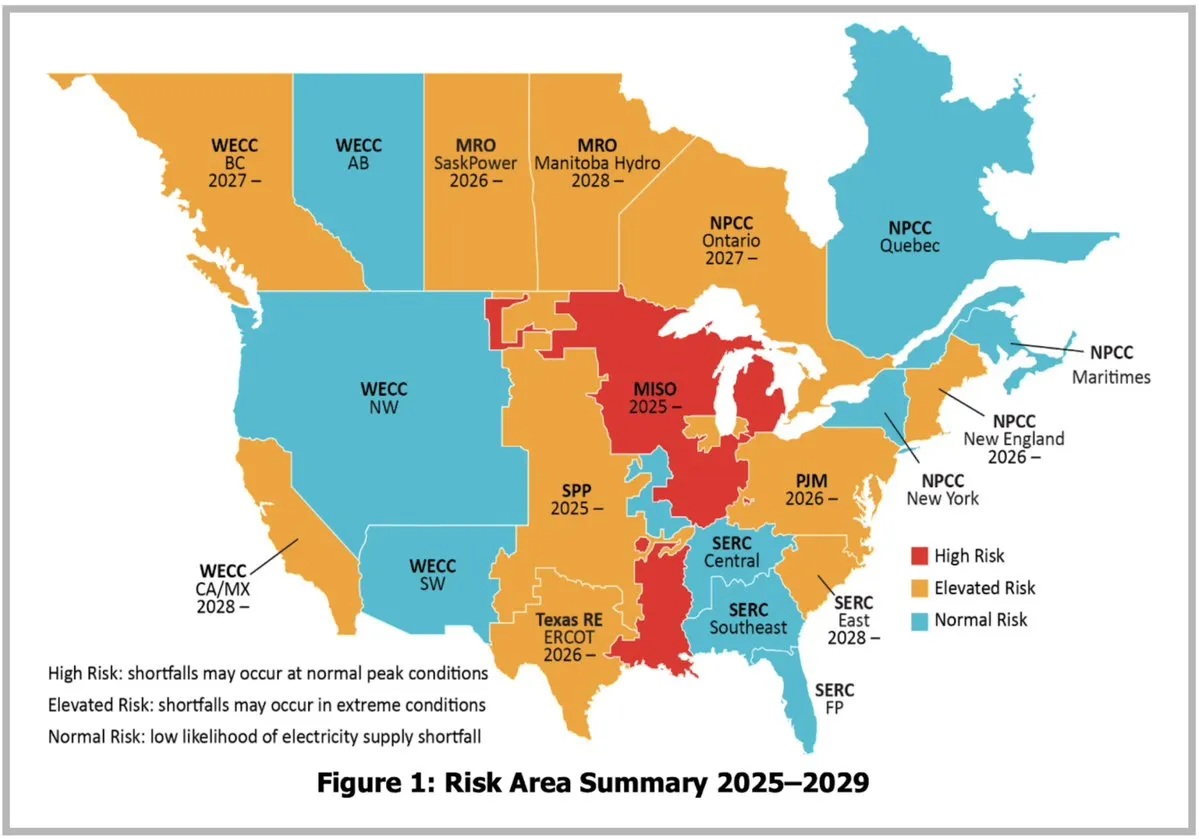 WECC
BC
2027 –
WECC
AB
MRO
SaskPower
2026 –
MRO
Manitoba Hydro
2028 –
NPCC
Ontario
2027 –
NPCC
Quebec
NPCC
Maritimes
WECC
NW
MISO
2025 –
NPCC
New England
2026 –
NPCC
New York
SPP
2025 –
PJM
2026 –
WECC
CA/MX
2028 –
WECC
SW
SERC
Central
SERC
Southeast
SERC
East
2028 –
Texas RE
ERCOT
2026 –
SERC
FP
High Risk
Elevated Risk
Normal Risk
High Risk: shortfalls may occur at normal peak conditions
Elevated Risk: shortfalls may occur in extreme conditions
Normal Risk: low likelihood of electricity supply shortfall
Figure 1: Risk Area Summary 2025–2029